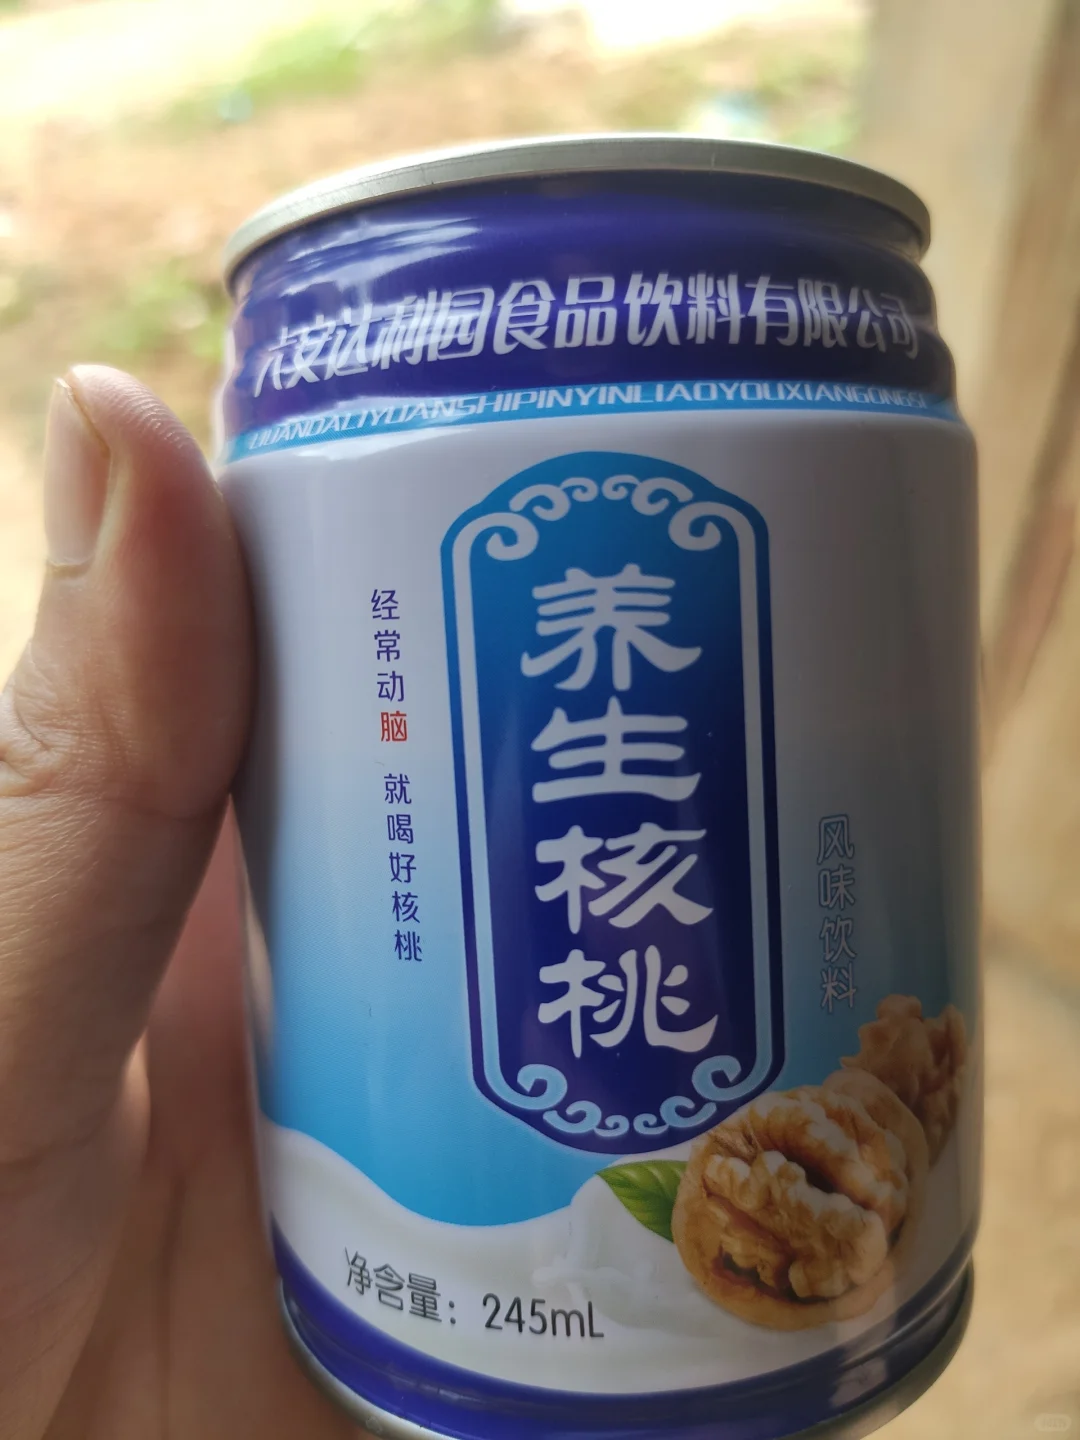 六安达利园食品饮料有限公司
LIUANDALIYUANSHIPINYINLIAOYOUXIANGONGSI
养生核桃
经常动脑 就喝好核桃
风味饮料
净含量：245mL